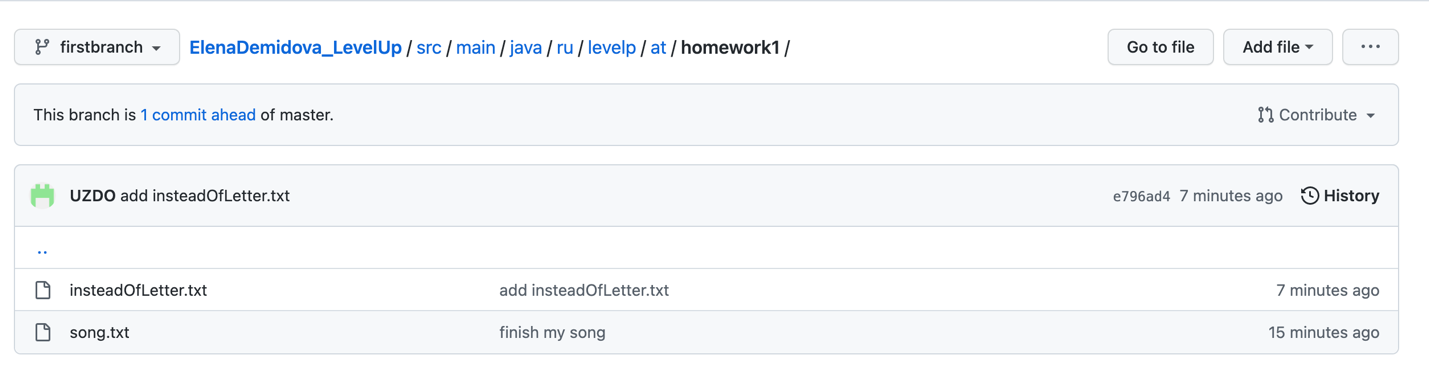 firstbranch ElenaDemidova_LevelUp / src / main / java / ru / levelp / at / homework1 / Go to file Add file ...
This branch is 1 commit ahead of master. Contribute
UZDO add insteadOfLetter.txt e796ad4 7 minutes ago History
..
insteadOfLetter.txt add insteadOfLetter.txt 7 minutes ago
song.txt finish my song 15 minutes ago